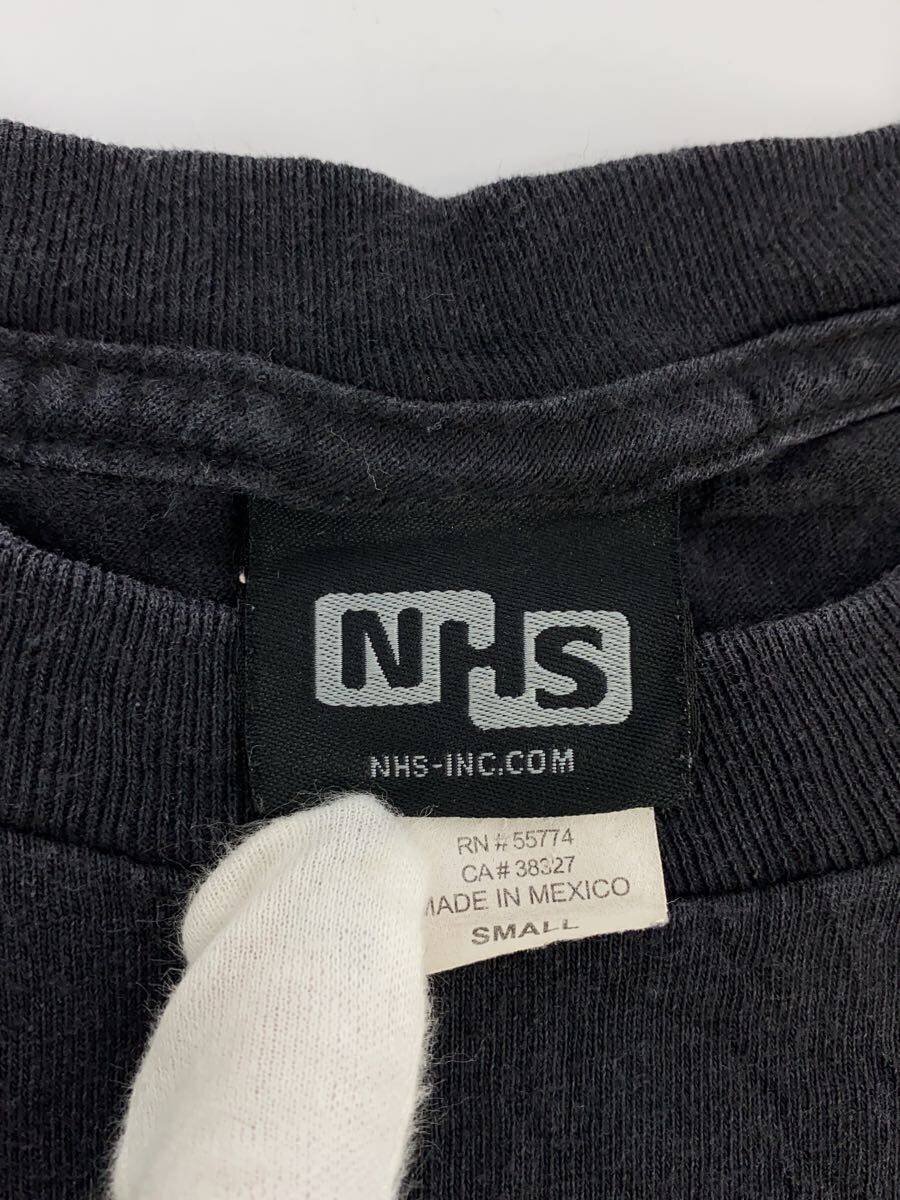 NHS
NHS-INC.COM
RN # 55774
CA # 38327
MADE IN MEXICO
SMALL